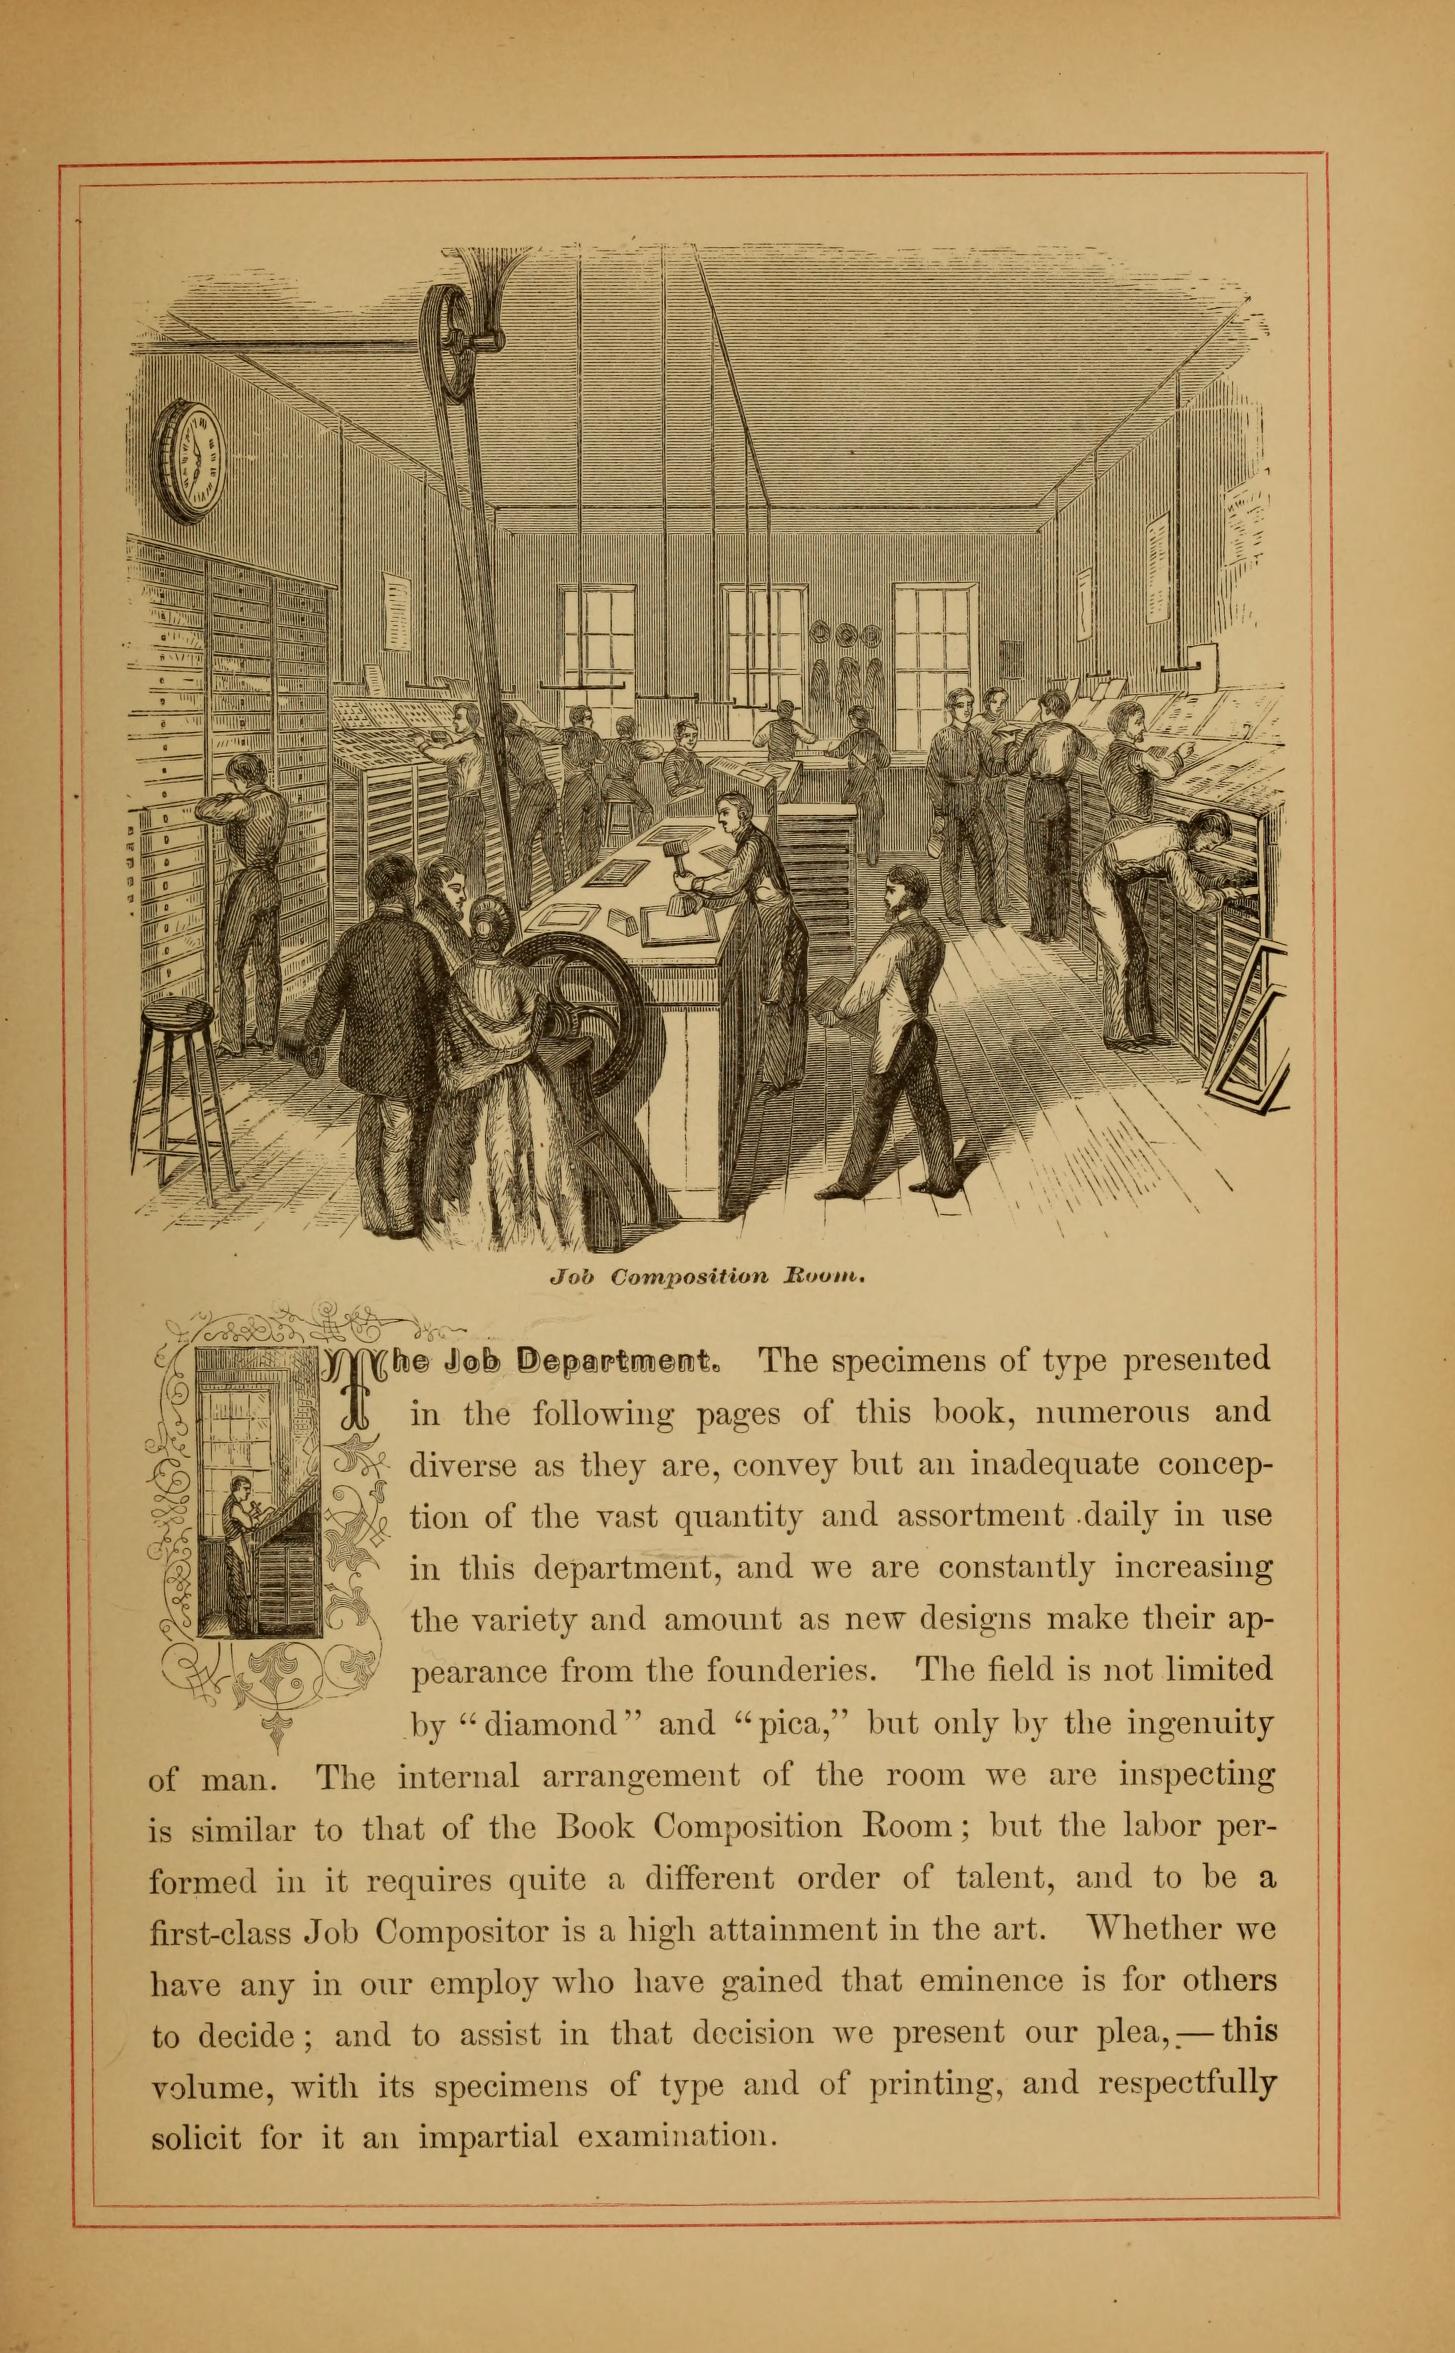 Job Composition Room.
The Job Department. The specimens of type presented
in the following pages of this book, numerous and
diverse as they are, convey but an inadequate concep-
tion of the vast quantity and assortment daily in use
in this department, and we are constantly increasing
the variety and amount as new designs make their ap-
pearance from the founderies. The field is not limited
by “diamond” and “pica,” but only by the ingenuity
of man. The internal arrangement of the room we are inspecting
is similar to that of the Book Composition Room; but the labor per-
formed in it requires quite a different order of talent, and to be a
first-class Job Compositor is a high attainment in the art. Whether we
have any in our employ who have gained that eminence is for others
to decide; and to assist in that decision we present our plea,—this
volume, with its specimens of type and of printing, and respectfully
solicit for it an impartial examination.